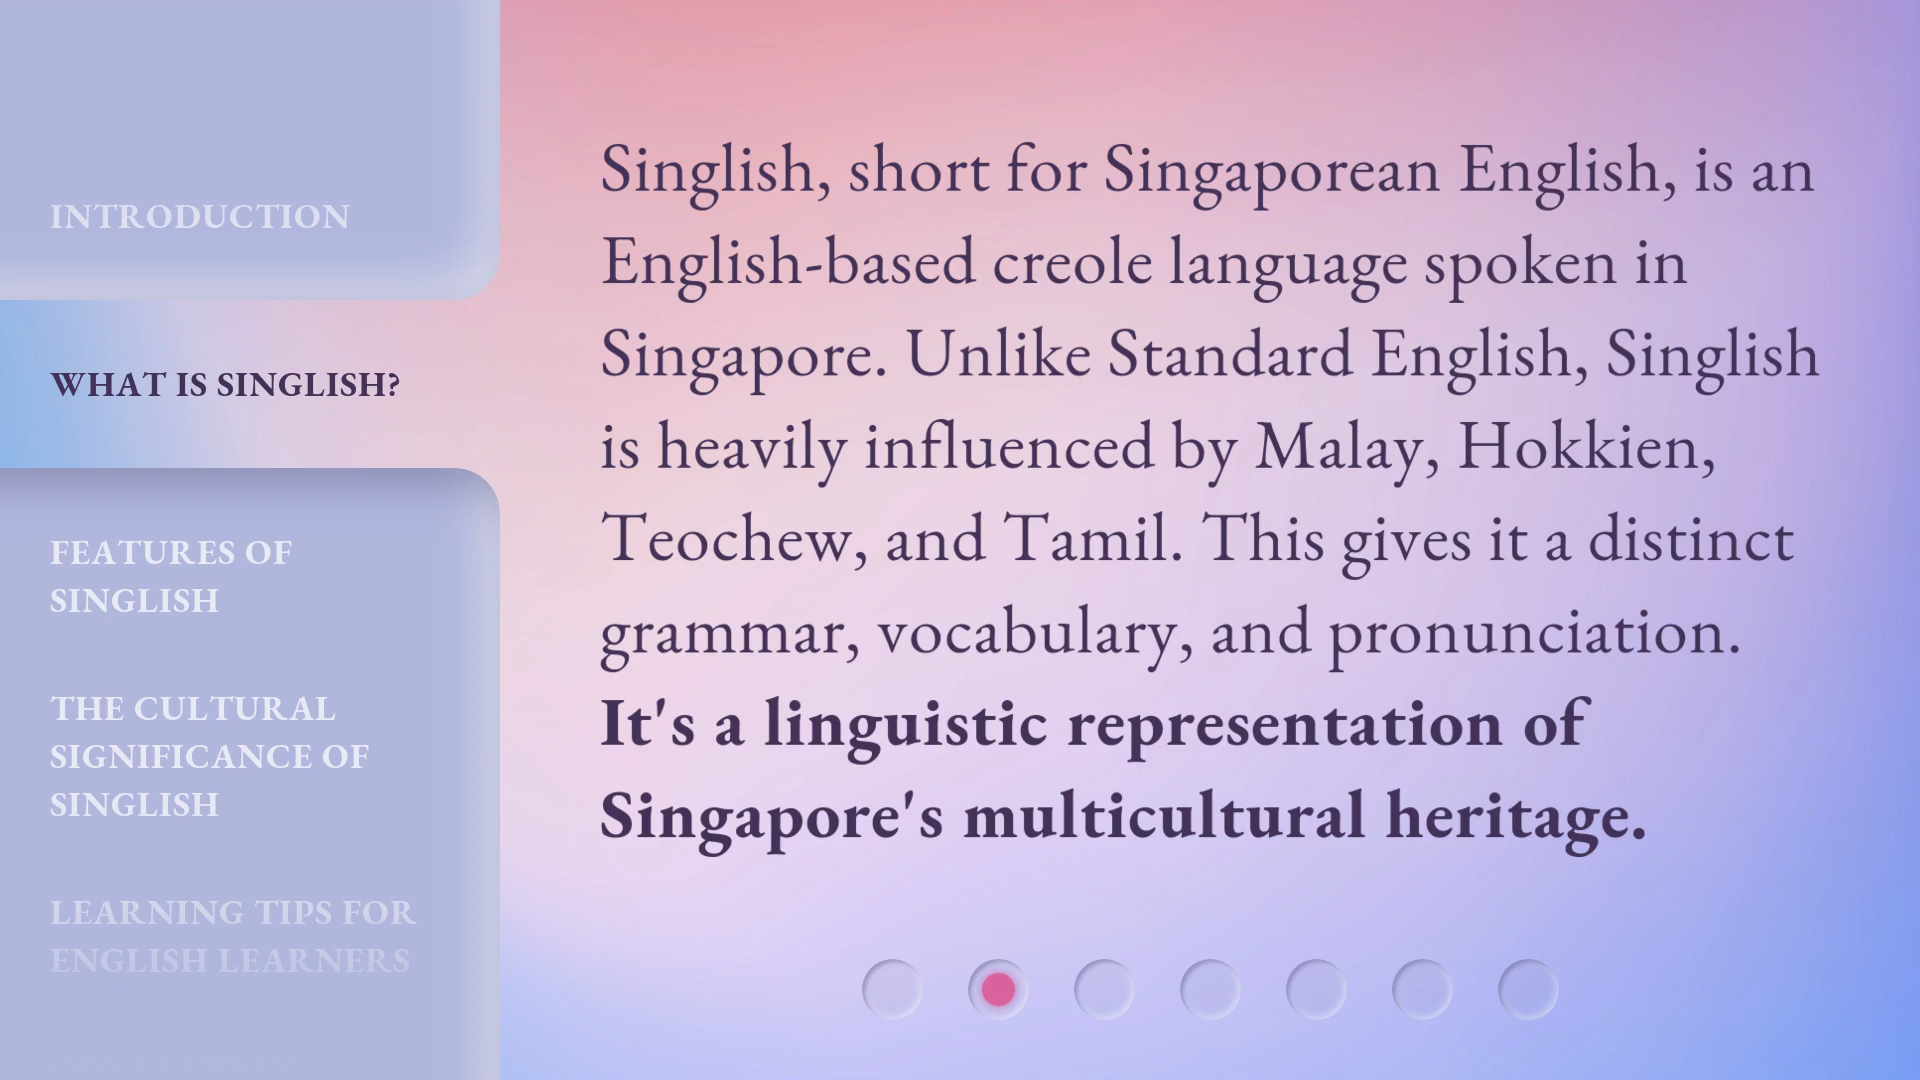 INTRODUCTION
WHAT IS SINGLISH?
FEATURES OF
SINGLISH
THE CULTURAL
SIGNIFICANCE OF
SINGLISH
LEARNING TIPS FOR
ENGLISH LEARNERS
Singlish, short for Singaporean English, is an
English-based creole language spoken in
Singapore. Unlike Standard English, Singlish
is heavily influenced by Malay, Hokkien,
Teochew, and Tamil. This gives it a distinct
grammar, vocabulary, and pronunciation.
It's a linguistic representation of
Singapore's multicultural heritage.